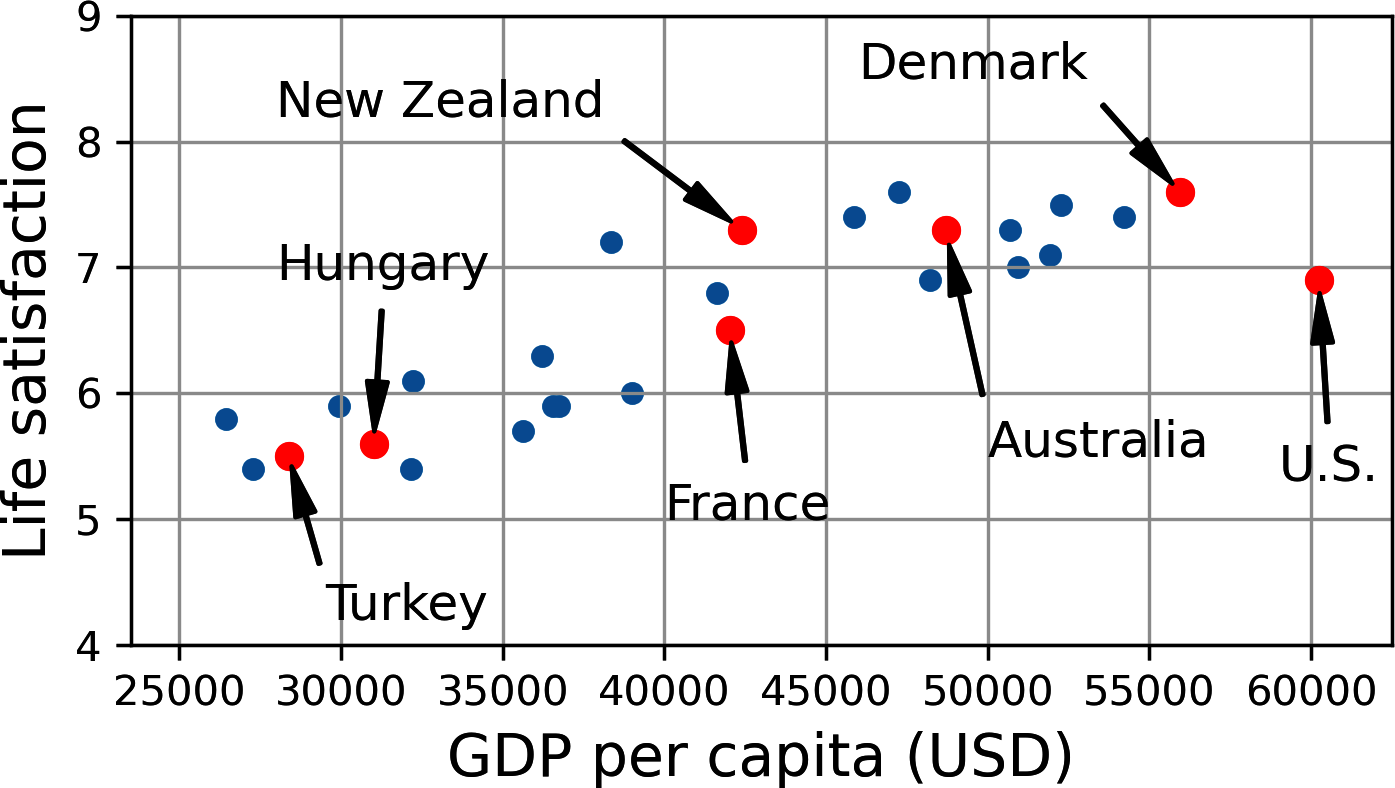 9
Denmark
New Zealand
8
7
Hungary
6
Australia
U.S.
France
5
Turkey
4
25000 30000 35000 40000 45000 50000 55000 60000
GDP per capita (USD)
Life satisfaction